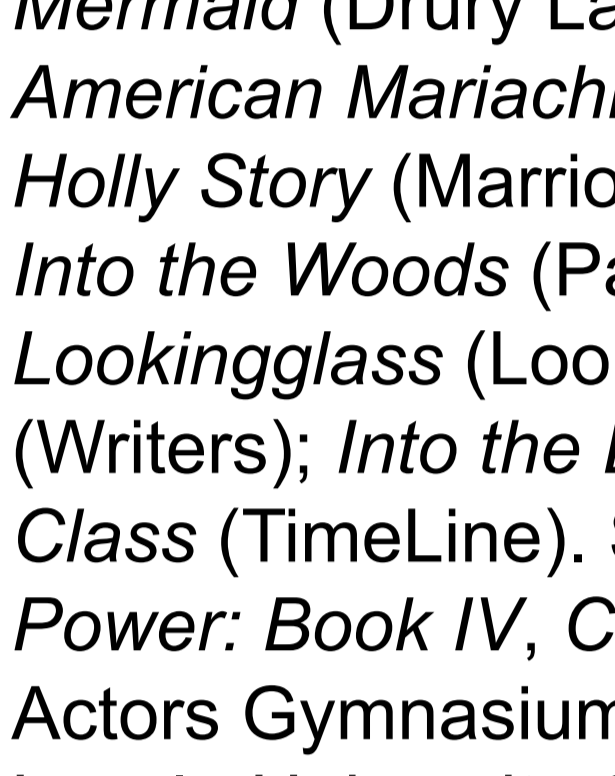 Mermaid (Drury La
American Mariachi
Holly Story (Marrio
Into the Woods (Pa
Lookingglass (Loo
(Writers); Into the
Class (TimeLine).
Power: Book IV, C
Actors Gymnasium